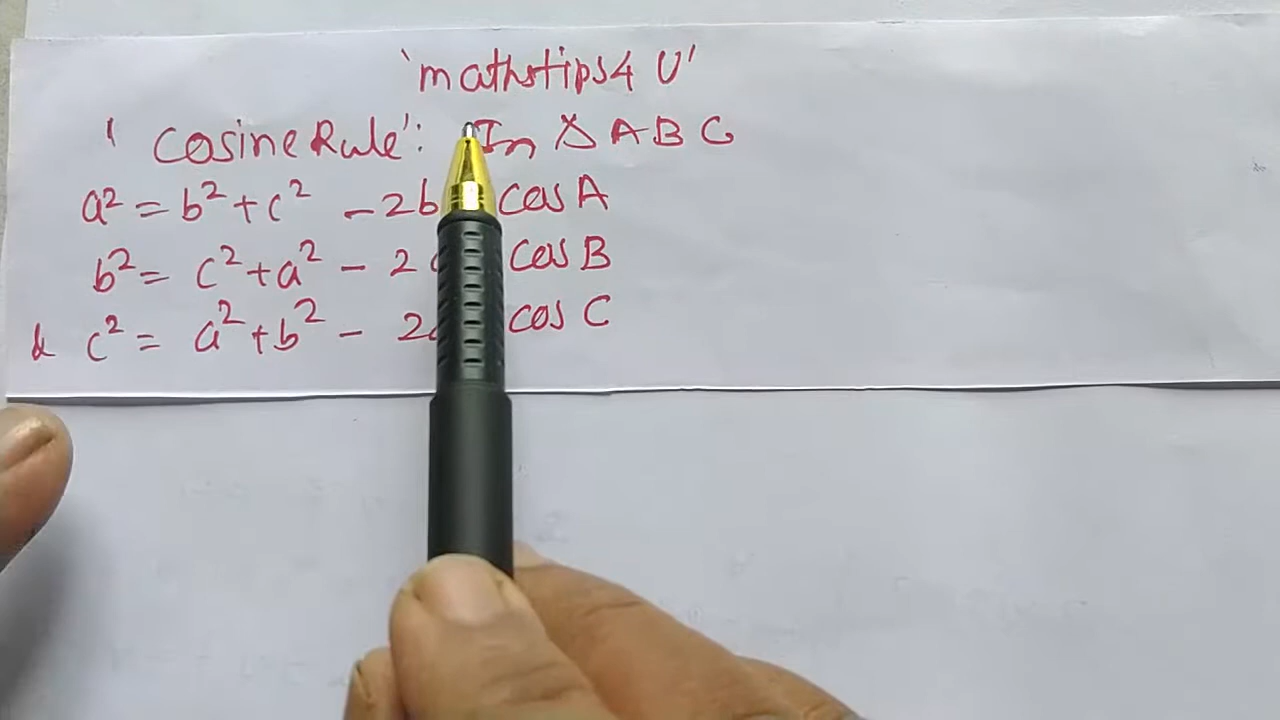 'mathstips4 U'
' Cosine Rule': In Δ A B C
a² = b² + c² - 2b cos A
b² = c² + a² - 2 cos B
& c² = a² + b² - 2 cos C